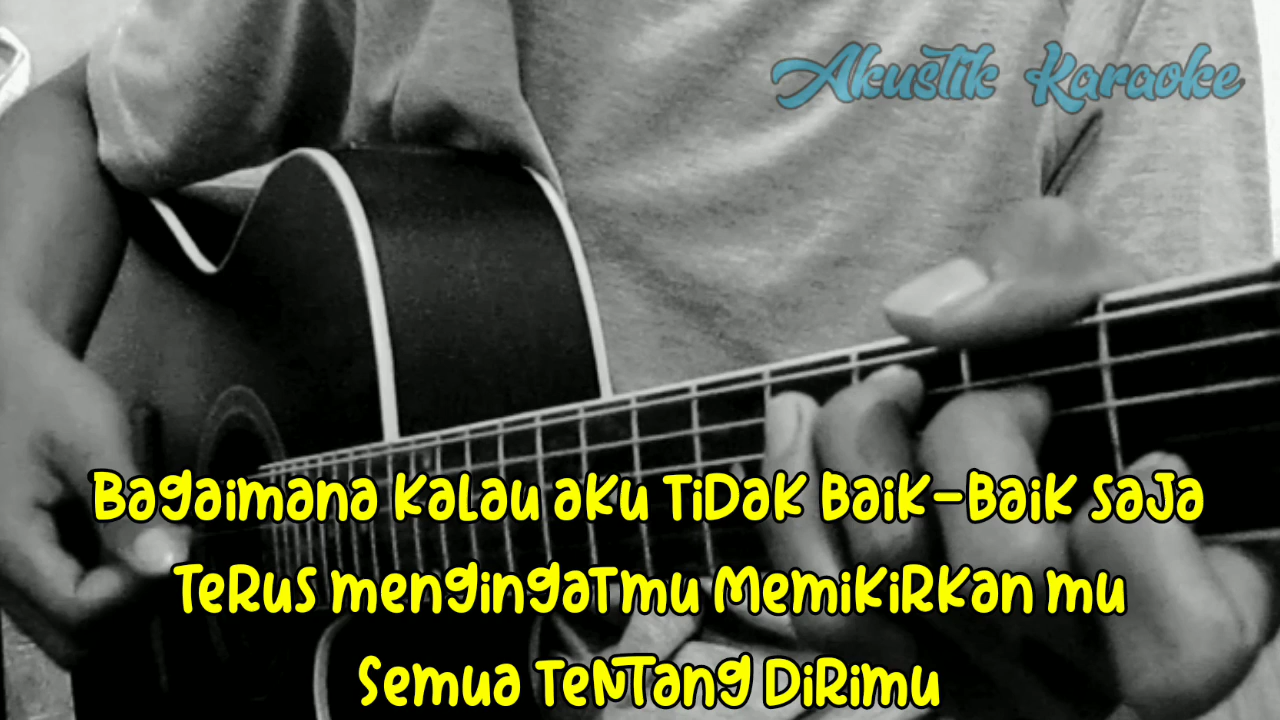 Akustik Karaoke
Bagaimana kalau aku tidak baik-baik saja
Terus mengingatmu memikirkan mu
Semua tentang dirimu